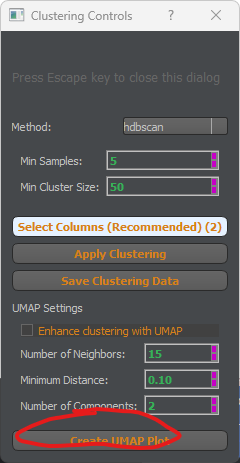 Clustering Controls
Press Escape key to close this dialog
Method: hdbscan
Min Samples: 5
Min Cluster Size: 50
Select Columns (Recommended) (2)
Apply Clustering
Save Clustering Data
UMAP Settings
Enhance clustering with UMAP
Number of Neighbors: 15
Minimum Distance: 0.10
Number of Components: 2
Create UMAP Plot